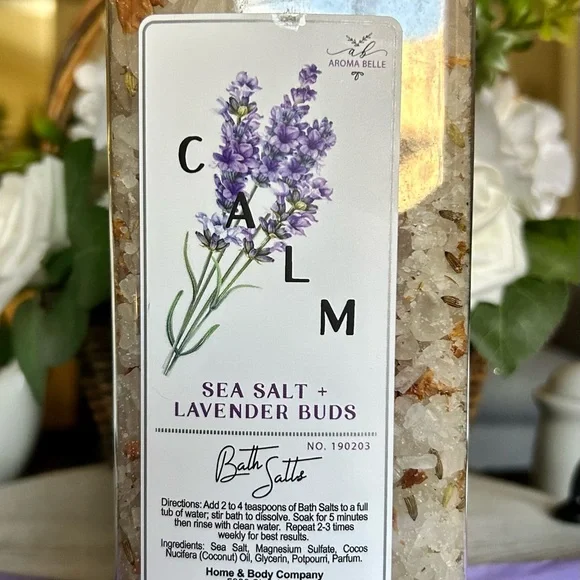 ab
AROMA BELLE
C
A
L
M
SEA SALT +
LAVENDER BUDS
NO. 190203
Bath
Salts
Directions: Add 2 to 4 teaspoons of Bath Salts to a full
tub of water; stir bath to dissolve. Soak for 5 minutes
then rinse with clean water. Repeat 2-3 times
weekly for best results.
Ingredients: Sea Salt, Magnesium Sulfate, Cocos
Nucifera (Coconut) Oil, Glycerin, Potpourri, Parfum.
Home & Body Company